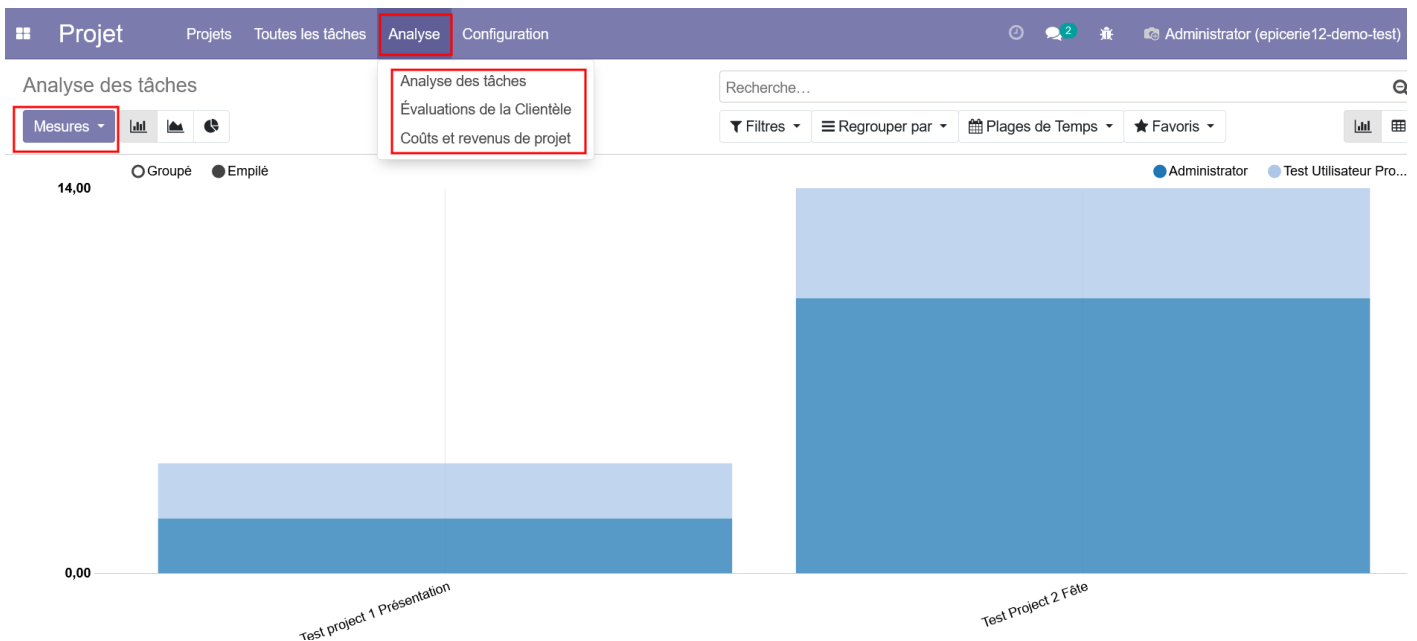 Projet Projets Toutes les tâches Analyse Configuration 2 Administrator (epicerie12-demo-test)
Analyse des tâches
Analyse des tâches
Évaluations de la Clientèle
Coûts et revenus de projet
Recherche...
Mesures
Filtres Regrouper par Plages de Temps Favoris
Groupé Empilé Administrator Test Utilisateur Pro...
14,00
0,00
Test project 1 Présentation
Test Project 2 Fête